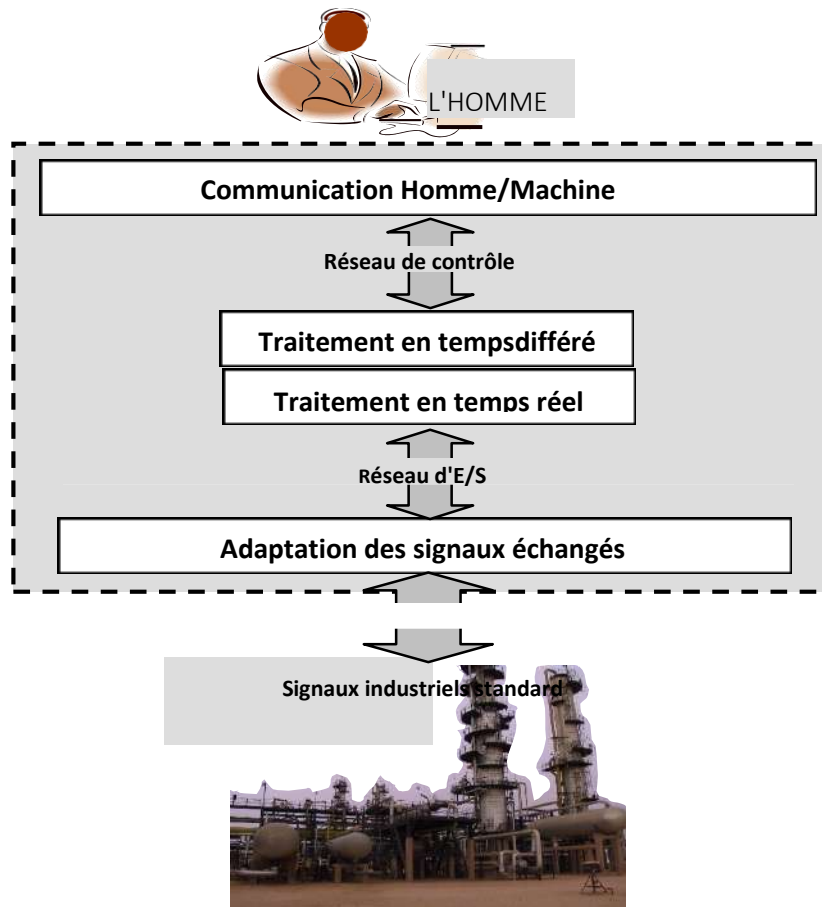 L'HOMME
Communication Homme/Machine
Réseau de contrôle
Traitement en tempsdifféré
Traitement en temps réel
Réseau d'E/S
Adaptation des signaux échangés
Signaux industriels standard